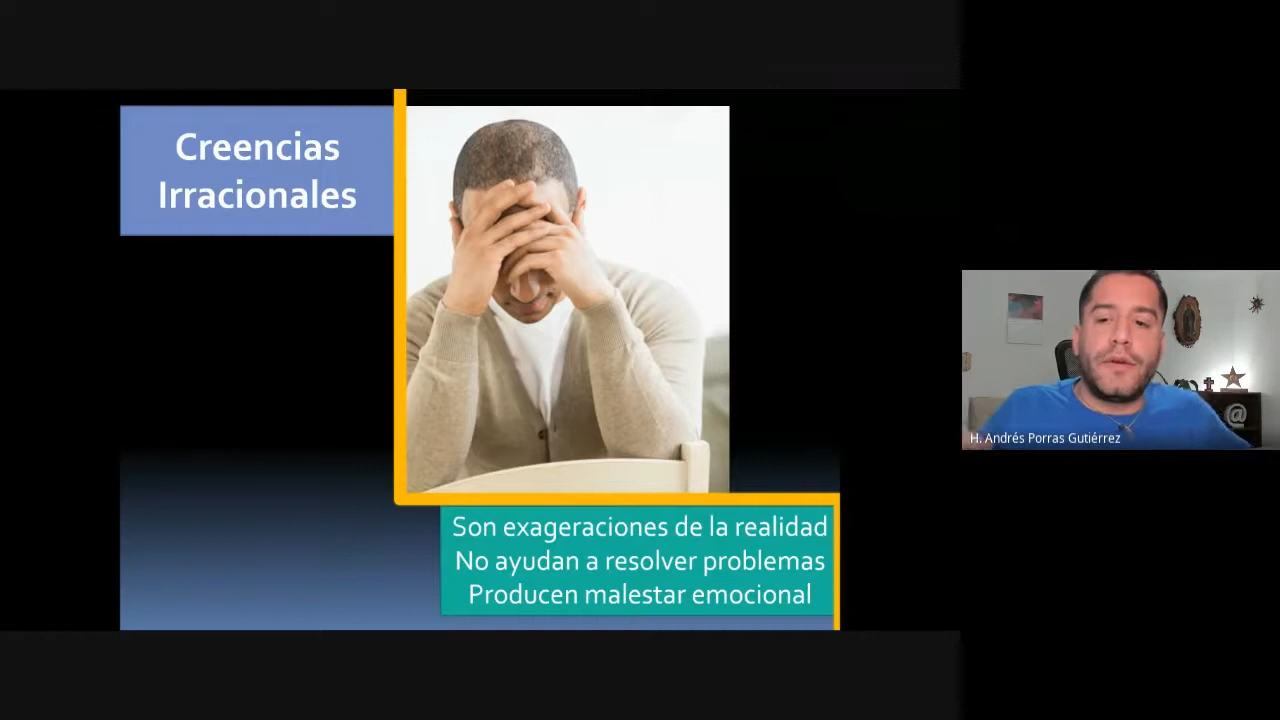 Creencias
Irracionales
Son exageraciones de la realidad
No ayudan a resolver problemas
Producen malestar emocional
@
H. Andrés Porras Gutiérrez